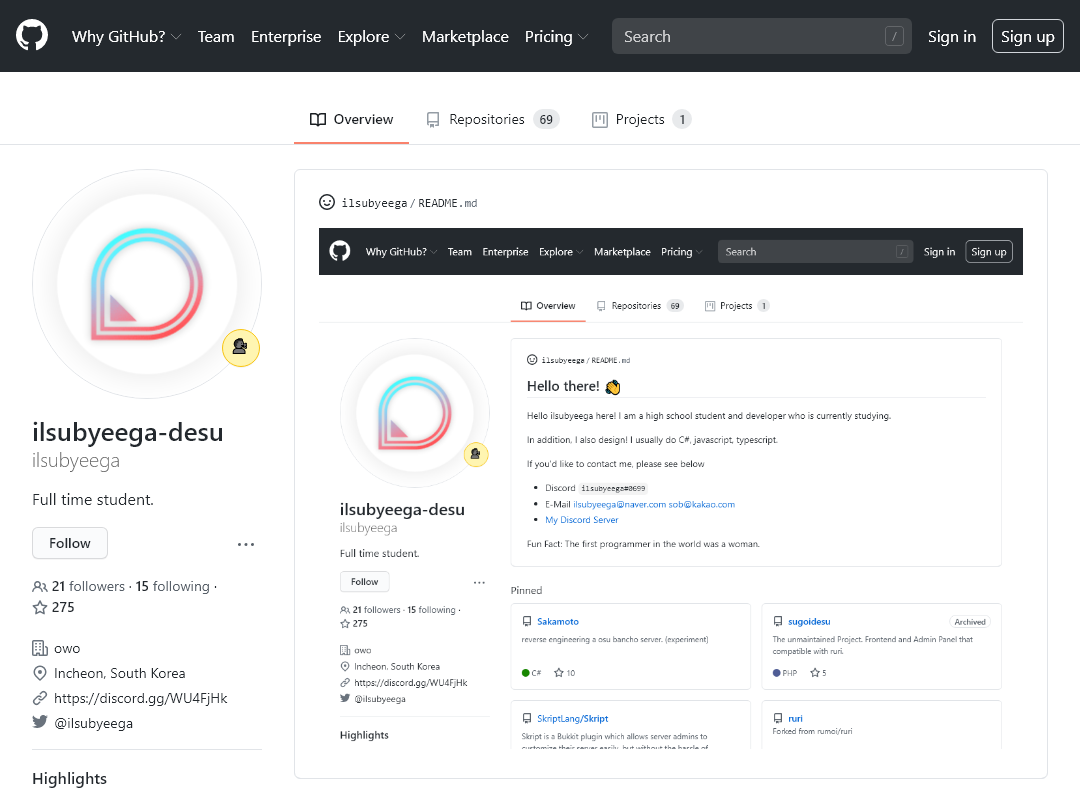 Why GitHub? Team Enterprise Explore Marketplace Pricing Search / Sign in Sign up
Overview Repositories 69 Projects 1
ilsubyeega-desu
ilsubyeega
Full time student.
Follow
21 followers · 15 following ·
275
owo
Incheon, South Korea
https://discord.gg/WU4FjHk
@ilsubyeega
Highlights
ilsubyeega / README.md
Why GitHub? Team Enterprise Explore Marketplace Pricing Search / Sign in Sign up
Overview Repositories 69 Projects 1
ilsubyeega-desu
ilsubyeega
Full time student.
Follow
21 followers · 15 following ·
275
owo
Incheon, South Korea
https://discord.gg/WU4FjHk
@ilsubyeega
Highlights
ilsubyeega / README.md
Hello there! 👏
Hello ilsubyeega here! I am a high school student and developer who is currently studying.
In addition, I also design! I usually do C#, javascript, typescript.
If you'd like to contact me, please see below
• Discord ilsubyeega#0699
• E-Mail ilsubyeega@naver.com sob@kakao.com
• My Discord Server
Fun Fact: The first programmer in the world was a woman.
Pinned
Sakamoto
reverse engineering a osu bancho server. (experiment)
C# 10
sugoidesu Archived
The unmaintained Project. Frontend and Admin Panel that
compatible with ruri.
PHP 5
SkriptLang/Skript
Skript is a Bukkit plugin which allows server admins to
customize their server easily, but without the hassle of
ruri
Forked from rumoi/ruri